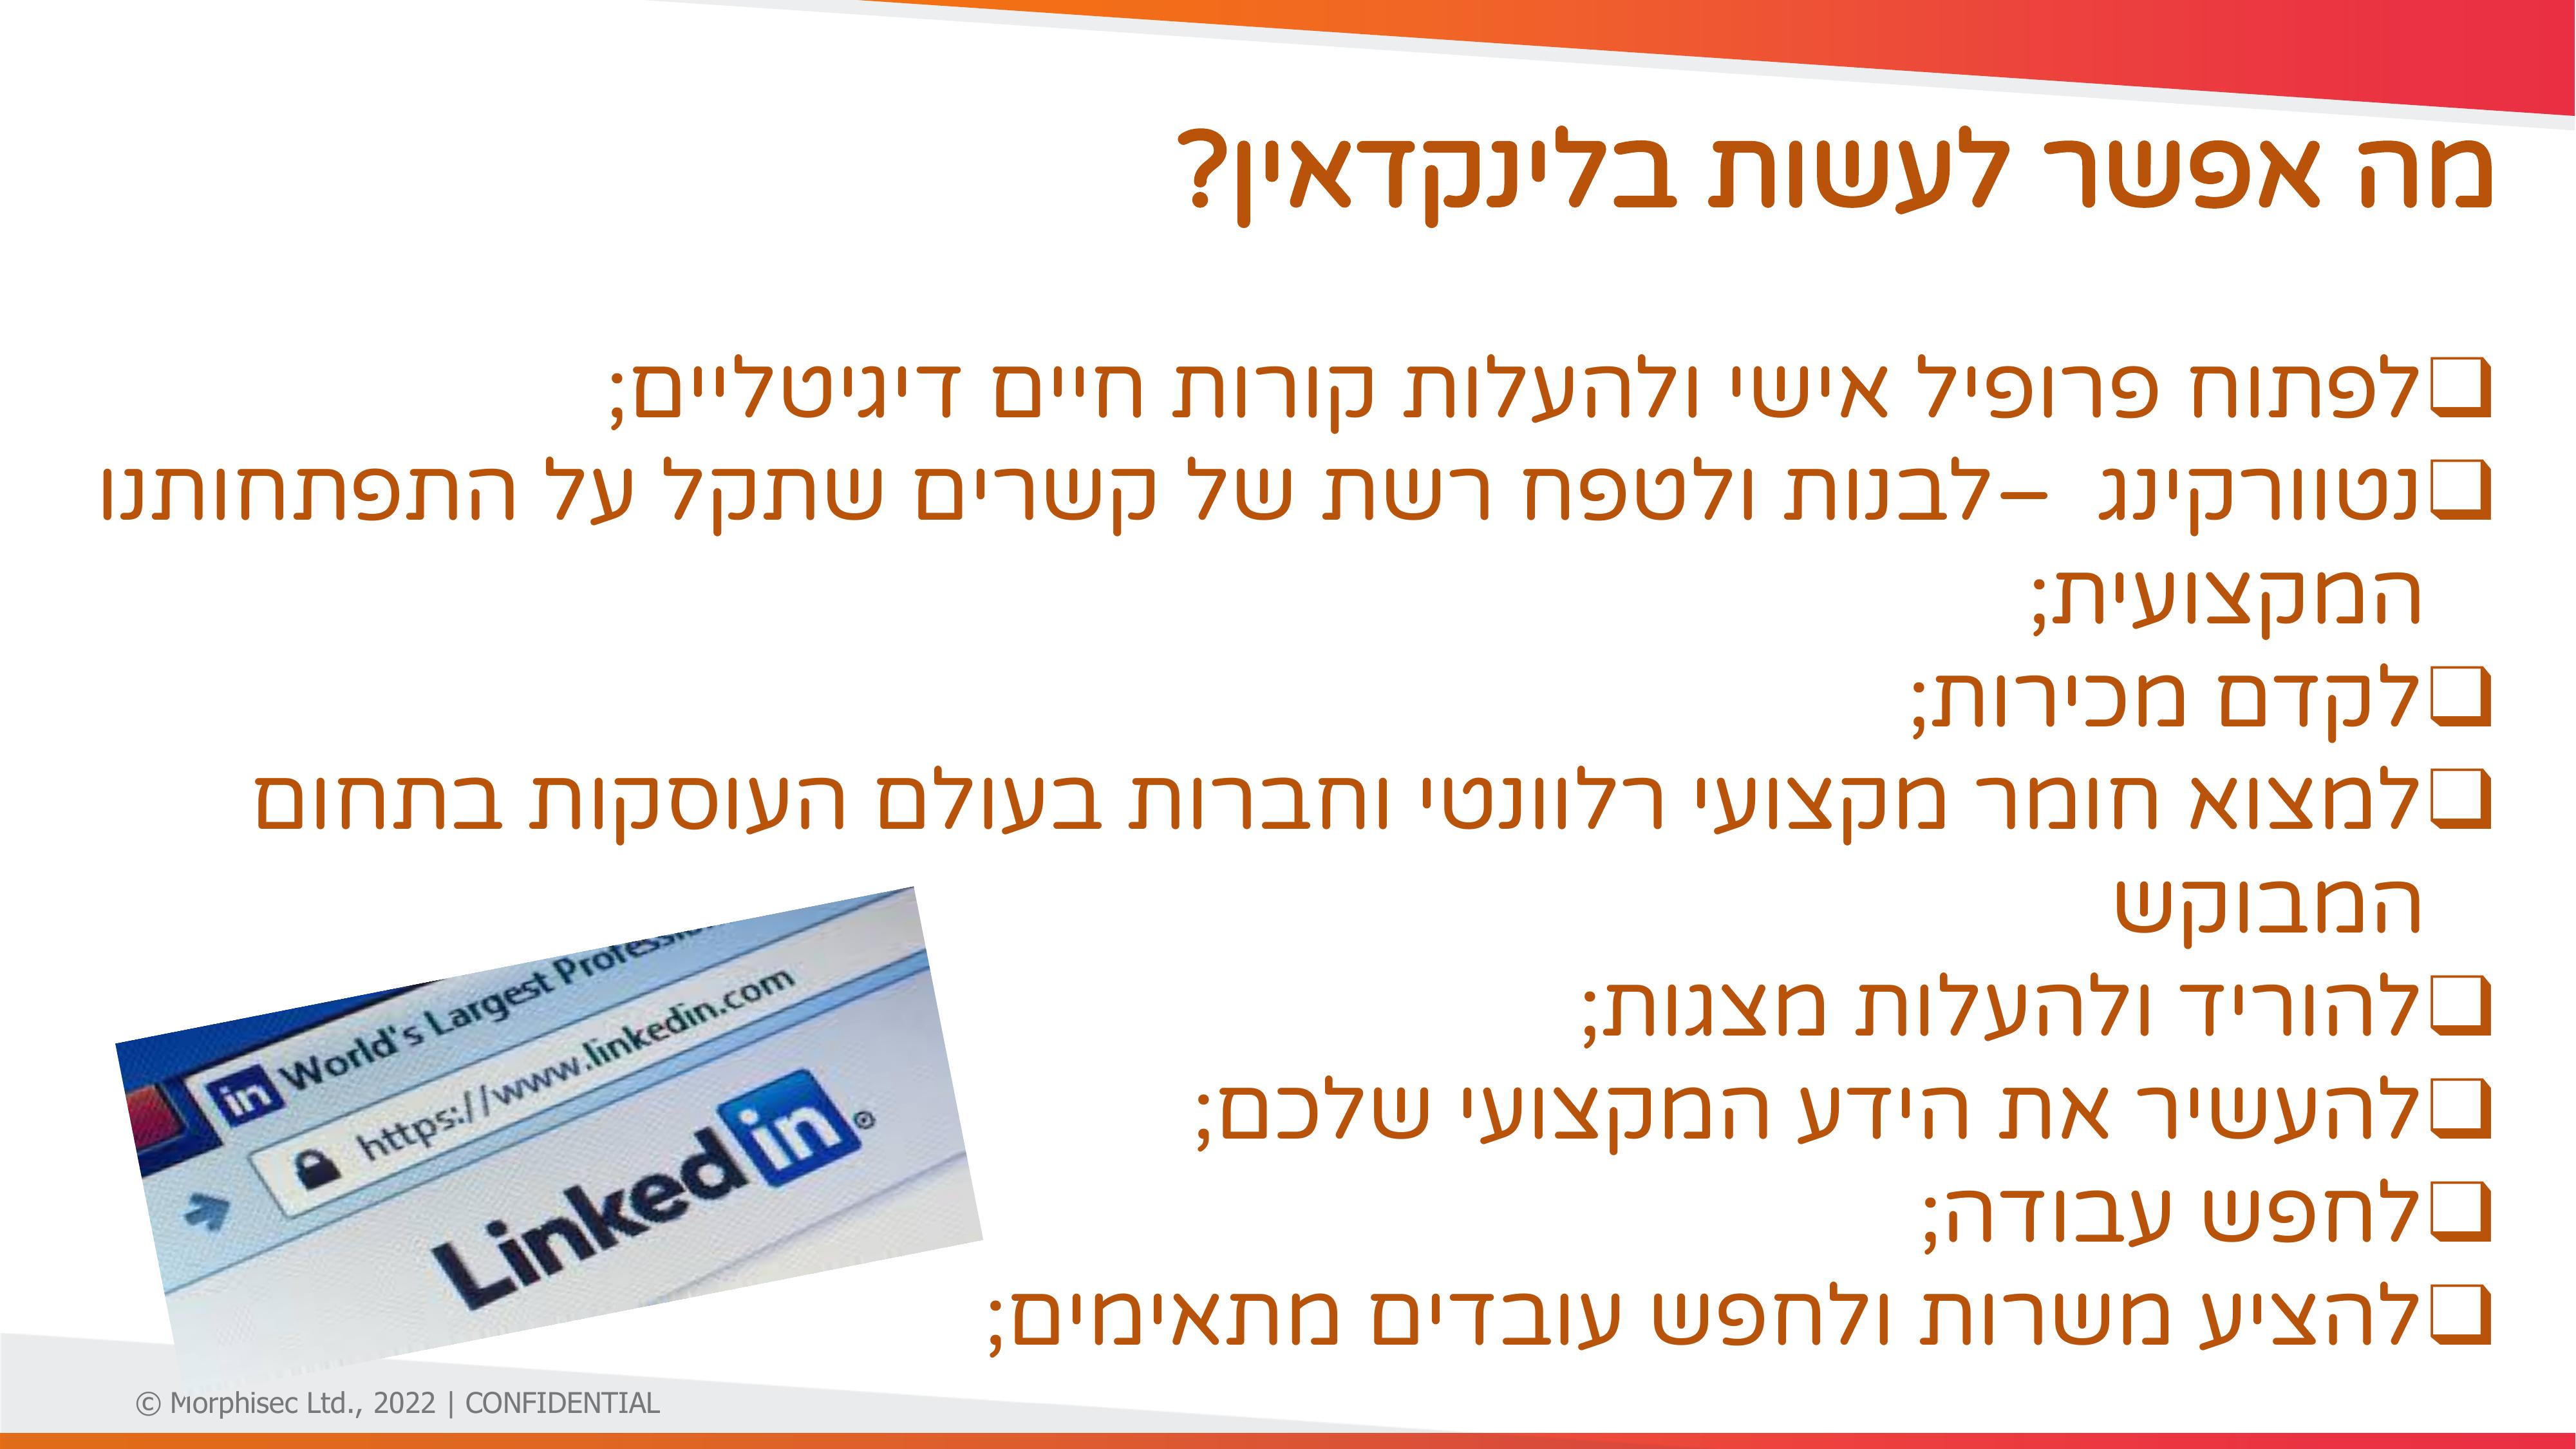 מה אפשר לעשות בלינקדאין?
❑לפתוח פרופיל אישי ולהעלות קורות חיים דיגיטליים;
❑נטוורקינג –לבנות ולטפח רשת של קשרים שתקל על התפתחותנו
המקצועית;
❑לקדם מכירות;
❑למצוא חומר מקצועי רלוונטי וחברות בעולם העוסקות בתחום
המבוקש
❑להוריד ולהעלות מצגות;
❑להעשיר את הידע המקצועי שלכם;
❑לחפש עבודה;
❑להציע משרות ולחפש עובדים מתאימים;
in World's Largest
https://www.linkedin.com
Linkedin®
© Morphisec Ltd., 2022 | CONFIDENTIAL